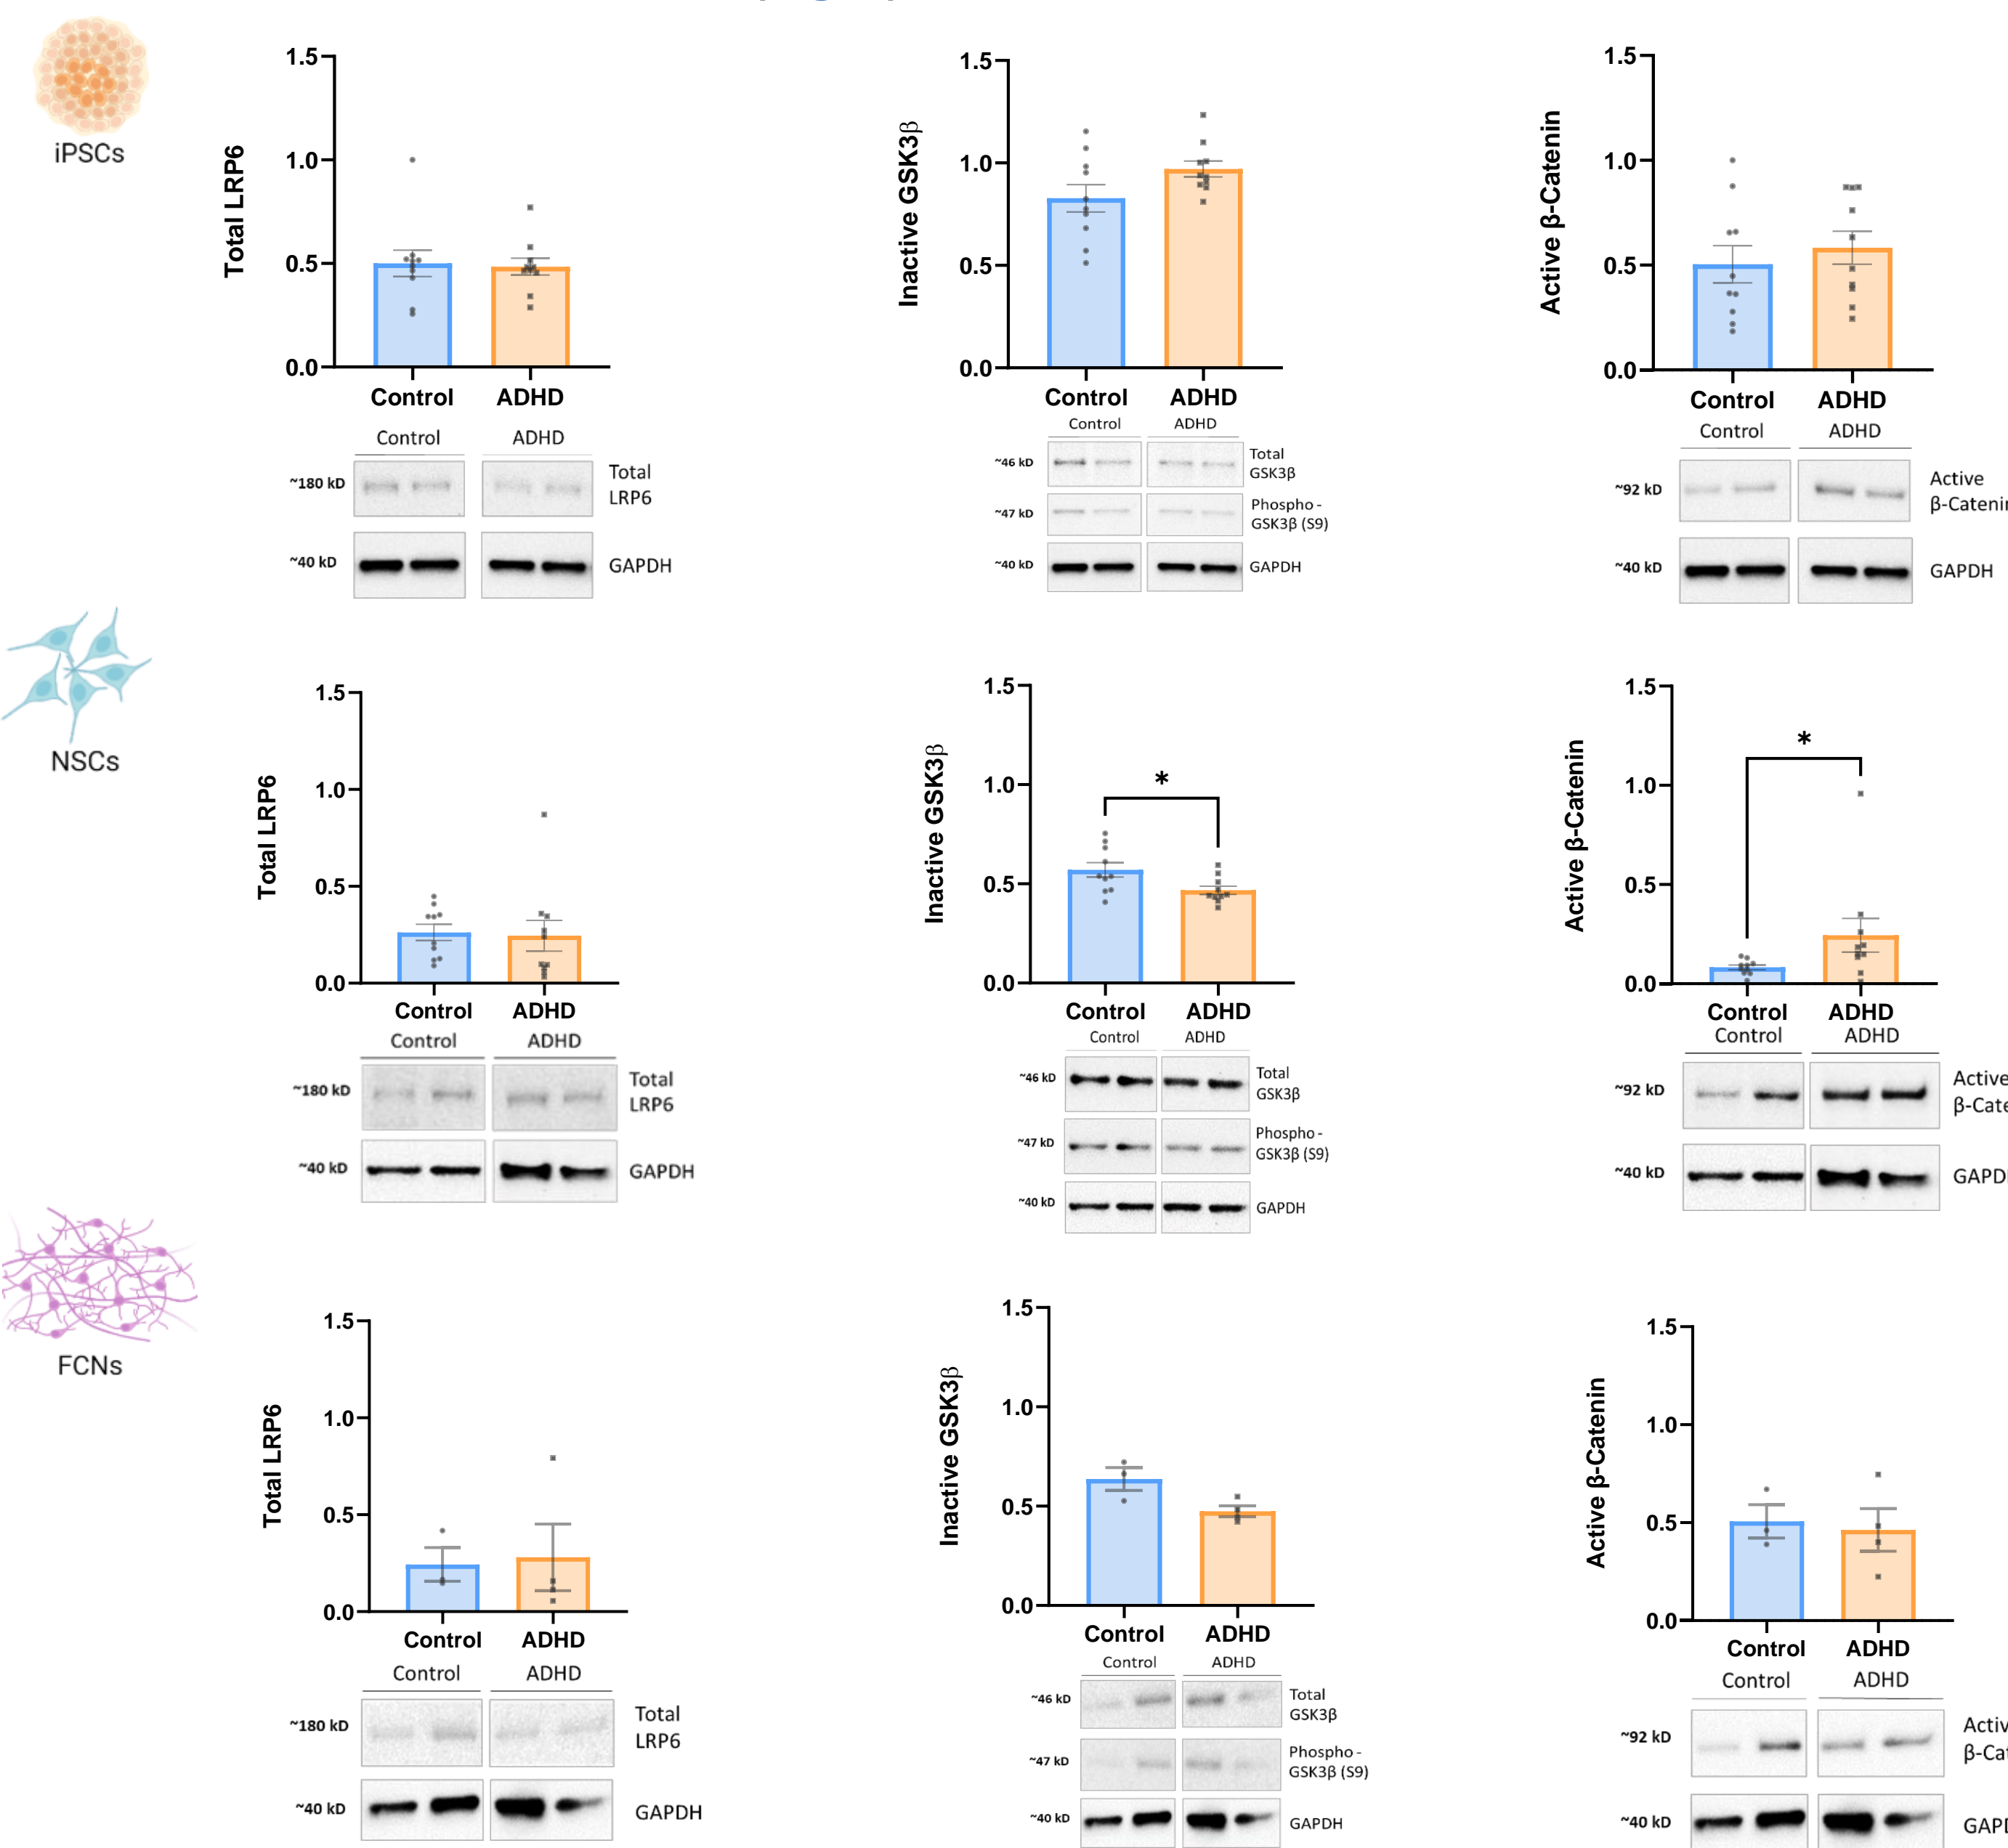 iPSCs
Total LRP6
1.5
1.0
0.5
0.0
Control ADHD
Control ADHD
~180 kD
Total
LRP6
~40 kD
GAPDH
Inactive GSK3β
1.5
1.0
0.5
0.0
Control ADHD
Control ADHD
~46 kD
Total
GSK3β
~47 kD
Phospho -
GSK3β (S9)
~40 kD
GAPDH
Active β-Catenin
1.5
1.0
0.5
0.0
Control ADHD
Control ADHD
~92 kD
Active
β-Catenin
~40 kD
GAPDH
NSCs
Total LRP6
1.5
1.0
0.5
0.0
Control ADHD
Control ADHD
~180 kD
Total
LRP6
~40 kD
GAPDH
Inactive GSK3β
1.5
1.0
0.5
0.0
*
Control ADHD
Control ADHD
~46 kD
Total
GSK3β
~47 kD
Phospho -
GSK3β (S9)
~40 kD
GAPDH
Active β-Catenin
1.5
1.0
0.5
0.0
*
Control ADHD
Control ADHD
~92 kD
Active
β-Cate
~40 kD
GAPD
FCNs
Total LRP6
1.5
1.0
0.5
0.0
Control ADHD
Control ADHD
~180 kD
Total
LRP6
~40 kD
GAPDH
Inactive GSK3β
1.5
1.0
0.5
0.0
Control ADHD
Control ADHD
~46 kD
Total
GSK3β
~47 kD
Phospho -
GSK3β (S9)
~40 kD
GAPDH
Active β-Catenin
1.5
1.0
0.5
0.0
Control ADHD
Control ADHD
~92 kD
Activ
β-Cat
~40 kD
GAPD